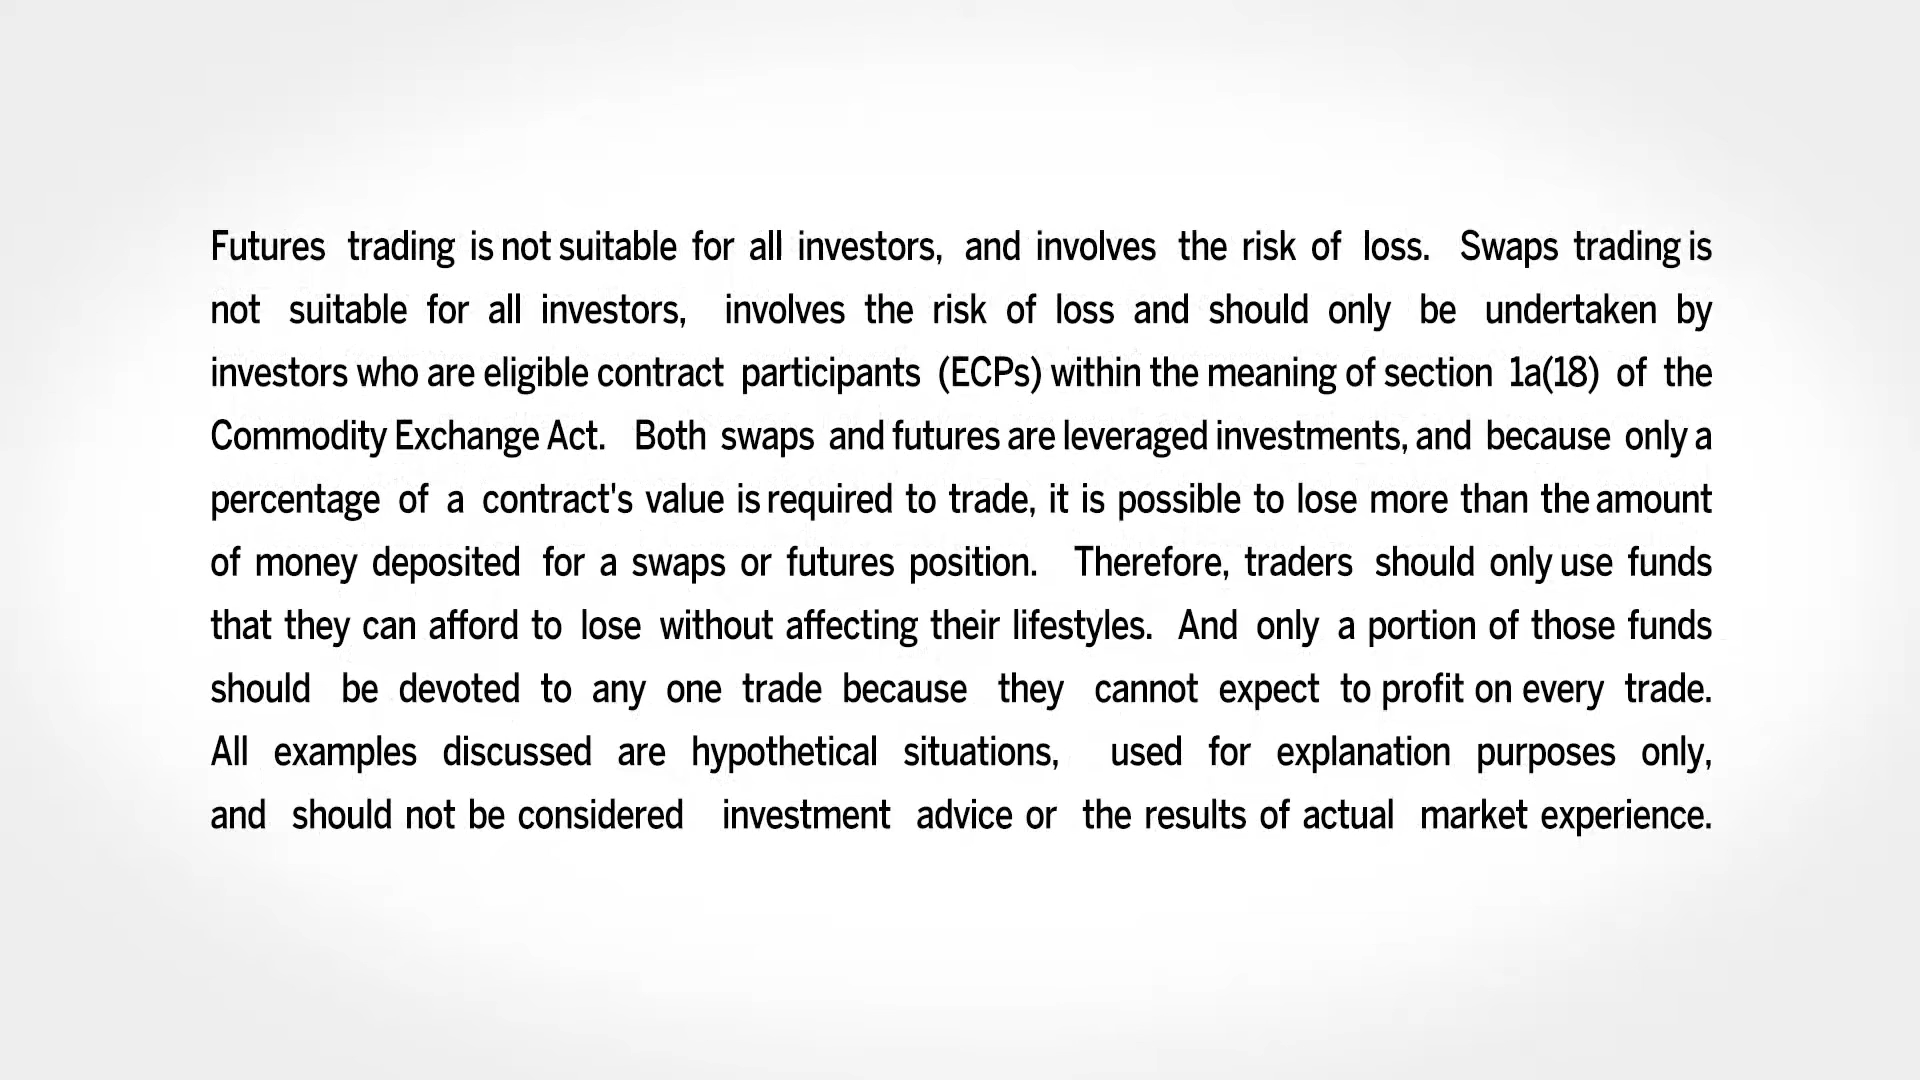 Futures trading is not suitable for all investors, and involves the risk of loss. Swaps trading is
not suitable for all investors, involves the risk of loss and should only be undertaken by
investors who are eligible contract participants (ECPs) within the meaning of section 1a(18) of the
Commodity Exchange Act. Both swaps and futures are leveraged investments, and because only a
percentage of a contract's value is required to trade, it is possible to lose more than the amount
of money deposited for a swaps or futures position. Therefore, traders should only use funds
that they can afford to lose without affecting their lifestyles. And only a portion of those funds
should be devoted to any one trade because they cannot expect to profit on every trade.
All examples discussed are hypothetical situations, used for explanation purposes only,
and should not be considered investment advice or the results of actual market experience.